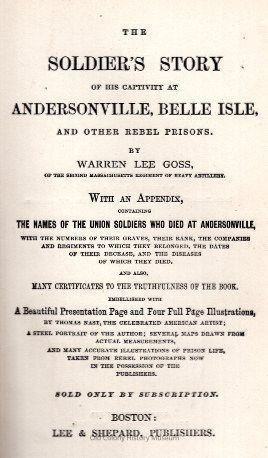 THE
SOLDIER'S STORY
OF HIS CAPTIVITY AT
ANDERSONVILLE, BELLE ISLE,
AND OTHER REBEL PRISONS.
BY
WARREN LEE GOSS,
OF THE SECOND MASSACHUSETTS REGIMENT OF HEAVY ARTILLERY.
WITH AN APPENDIX,
CONTAINING
THE NAMES OF THE UNION SOLDIERS WHO DIED AT ANDERSONVILLE,
WITH THE NUMBERS OF THEIR GRAVES, THEIR RANK, THE COMPANIES
AND REGIMENTS TO WHICH THEY BELONGED, THE DATES
OF THEIR DECEASE, AND THE DISEASES
OF WHICH THEY DIED.
AND ALSO,
MANY CERTIFICATES TO THE TRUTHFULNESS OF THE BOOK.
EMBELLISHED WITH
A Beautiful Presentation Page and Four Full Page Illustrations,
BY THOMAS NAST, THE CELEBRATED AMERICAN ARTIST;
A STEEL PORTRAIT OF THE AUTHOR; SEVERAL MAPS DRAWN FROM
ACTUAL MEASUREMENTS,
AND MANY ACCURATE ILLUSTRATIONS OF PRISON LIFE,
TAKEN FROM REBEL PHOTOGRAPHS NOW
IN THE POSSESSION OF THE
PUBLISHERS.
SOLD ONLY BY SUBSCRIPTION.
BOSTON:
LEE & SHEPARD, PUBLISHERS.
Old Colony History Museum